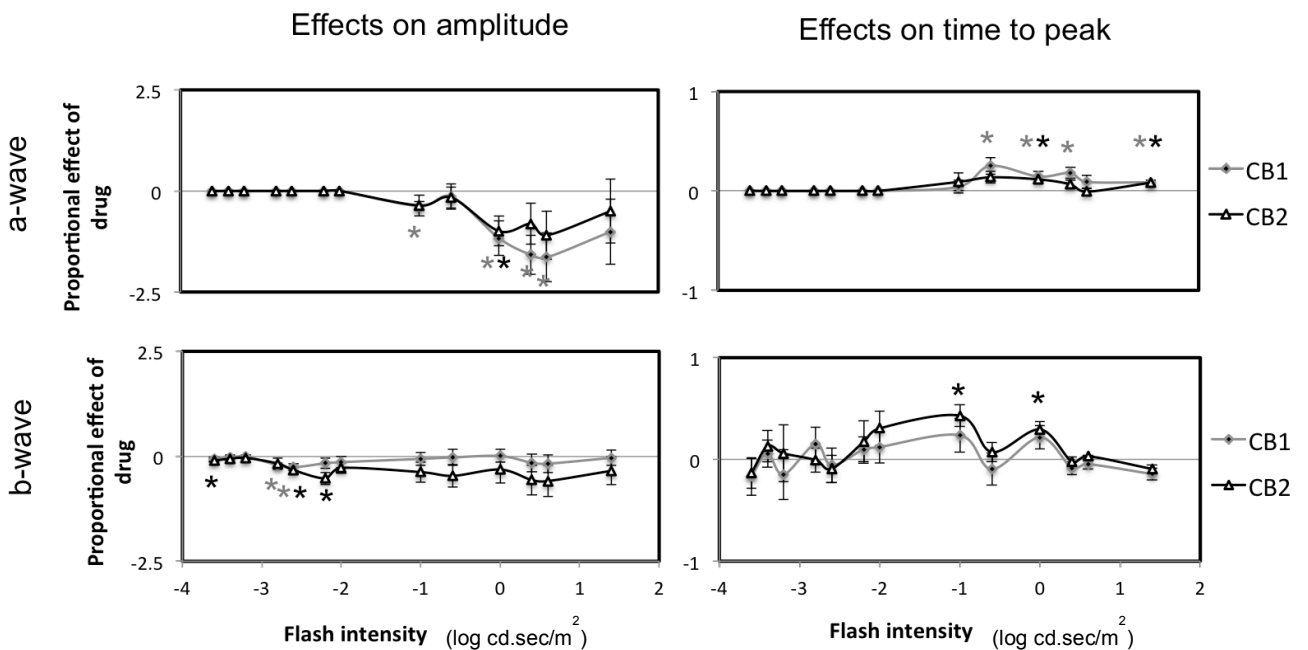 Effects on amplitude
Effects on time to peak
a-wave
Proportional effect of
drug
2.5
0
-2.5
* ** * *
1
0
-1
* ** * **
CB1
CB2
b-wave
Proportional effect of
drug
2.5
0
-2.5
* *** *
-4 -3 -2 -1 0 1 2
Flash intensity (log cd.sec/m²)
1
0
-1
* *
-4 -3 -2 -1 0 1 2
Flash intensity (log cd.sec/m²)
CB1
CB2